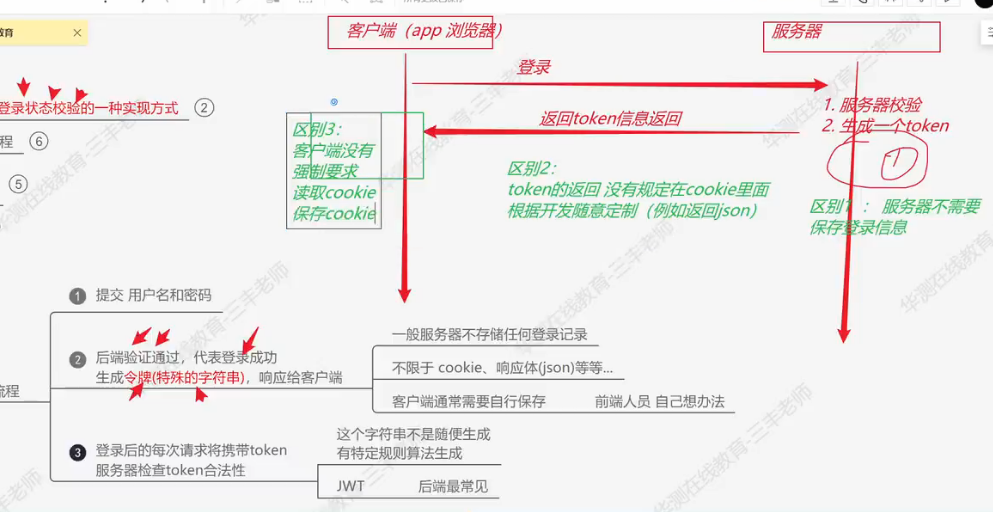 教育
客户端（app 浏览器）
服务器
登录
登录状态校验的一种实现方式
2
程
6
5
1. 服务器校验
2. 生成一个token
返回token信息返回
区别3：
客户端没有
强制要求
读取cookie
保存cookie
区别2：
token的返回 没有规定在cookie里面
根据开发随意定制（例如返回json）
区别1 ： 服务器不需要
保存登录信息
1 提交 用户名和密码
2 后端验证通过，代表登录成功
生成令牌(特殊的字符串)，响应给客户端
一般服务器不存储任何登录记录
不限于 cookie、响应体(json)等等...
客户端通常需要自行保存 前端人员 自己想办法
流程
3 登录后的每次请求将携带token
服务器检查token合法性
这个字符串不是随便生成
有特定规则算法生成
JWT 后端最常见
华测在线教育-三丰老师